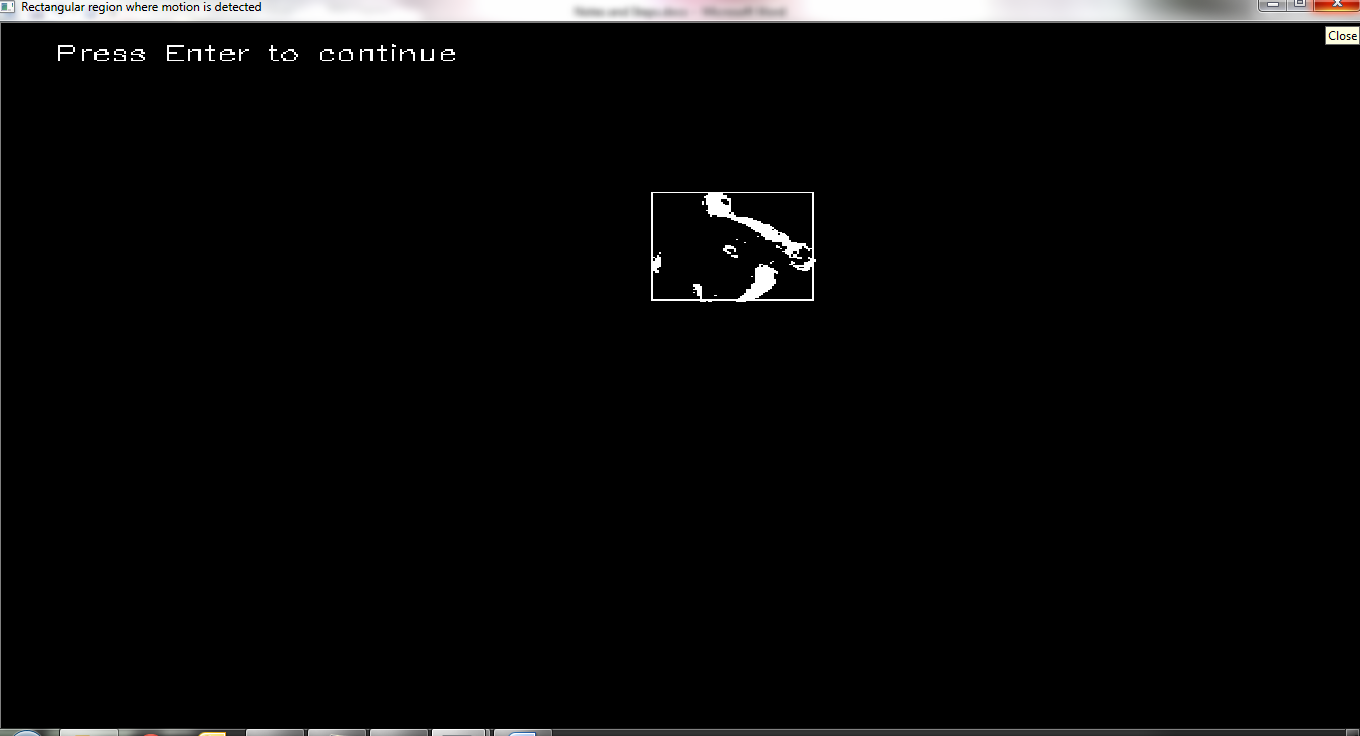 Rectangular region where motion is detected
Close
Press Enter to continue